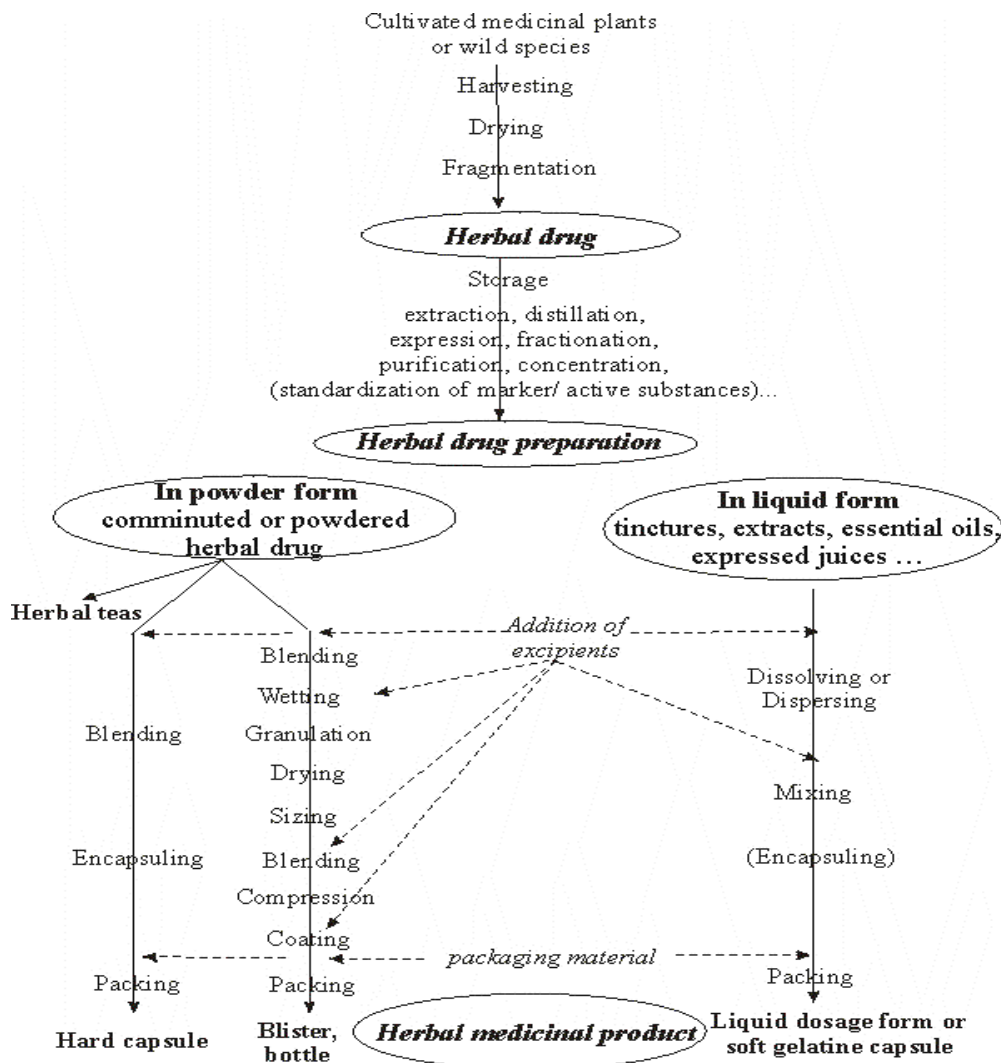 Cultivated medicinal plants
or wild species
Harvesting
Drying
Fragmentation
Herbal drug
Storage
extraction, distillation,
expression, fractionation,
purification, concentration,
(standardization of marker/ active substances)...
Herbal drug preparation
In powder form
comminuted or powdered
herbal drug
In liquid form
tinctures, extracts, essential oils,
expressed juices ...
Herbal teas
Addition of
excipients
Blending
Encapsuling
Packing
Hard capsule
Blending
Wetting
Granulation
Drying
Sizing
Blending
Compression
Coating
Packing
Blister,
bottle
packaging material
Herbal medicinal product
Dissolving or
Dispersing
Mixing
(Encapsuling)
Packing
Liquid dosage form or
soft gelatine capsule